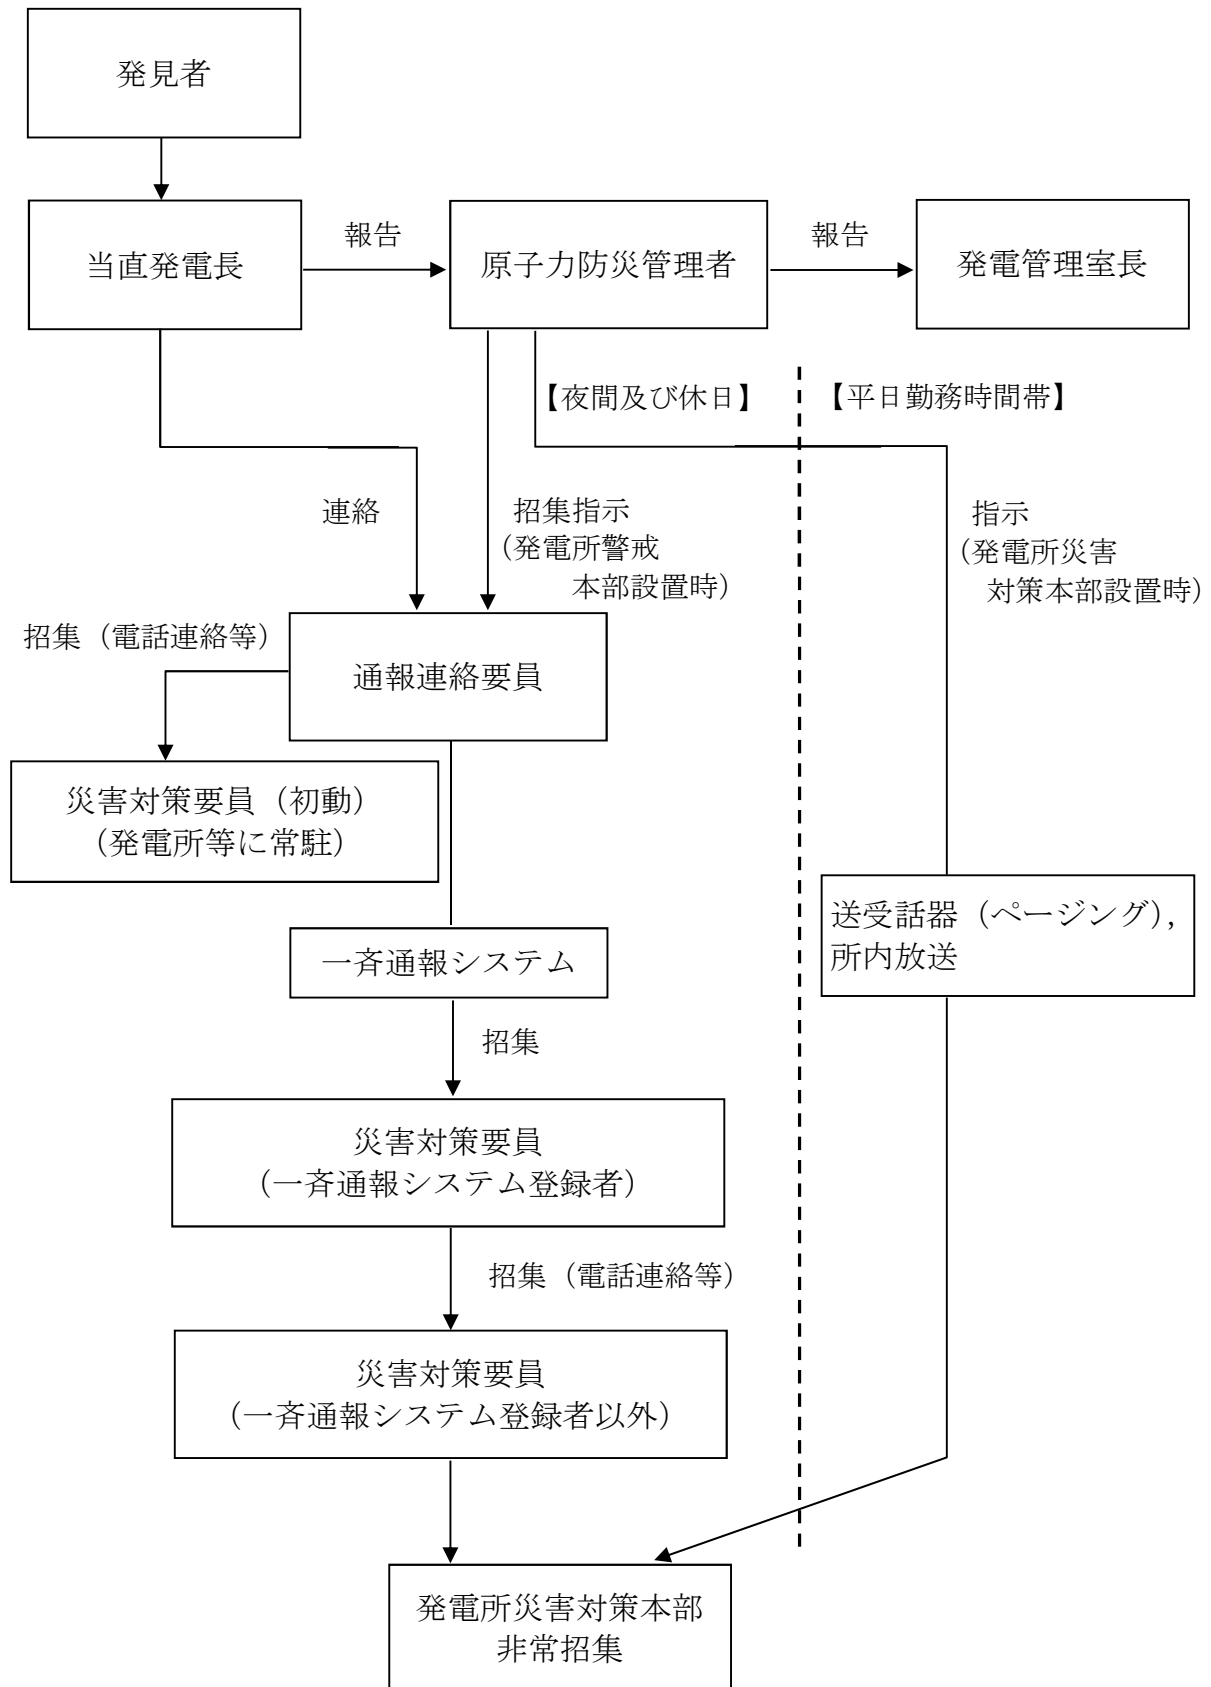 発見者
当直発電長
報告
原子力防災管理者
報告
発電管理室長
【夜間及び休日】
【平日勤務時間帯】
連絡
招集指示
（発電所警戒
本部設置時）
指示
（発電所災害
対策本部設置時）
招集（電話連絡等）
通報連絡要員
災害対策要員（初動）
（発電所等に常駐）
送受話器（ページング），
所内放送
一斉通報システム
招集
災害対策要員
（一斉通報システム登録者）
招集（電話連絡等）
災害対策要員
（一斉通報システム登録者以外）
発電所災害対策本部
非常招集